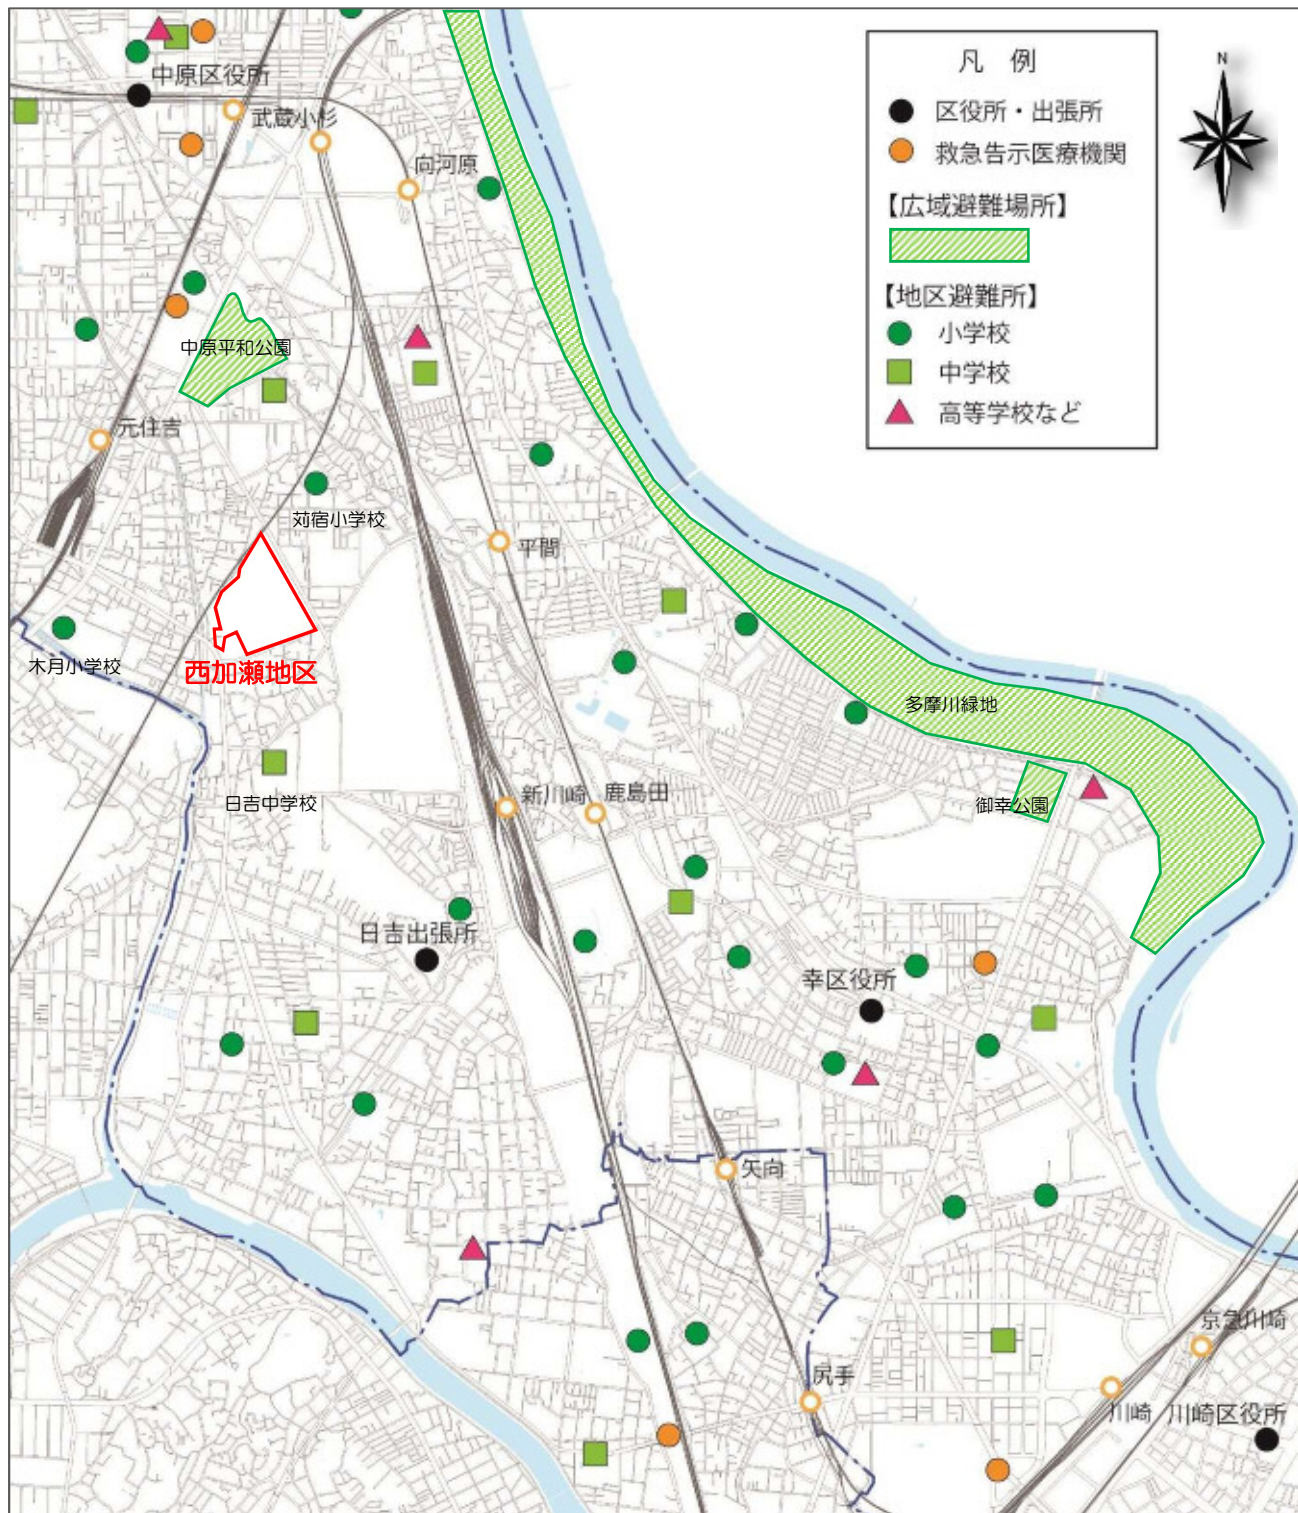 凡　例
N
区役所・出張所
救急告示医療機関
【広域避難場所】
【地区避難所】
小学校
中学校
高等学校など
中原区役所
武蔵小杉
向河原
中原平和公園
元住吉
苅宿小学校
平間
木月小学校
西加瀬地区
多摩川緑地
日吉中学校
新川崎
鹿島田
御幸公園
日吉出張所
幸区役所
矢向
京急川崎
尻手
川崎
川崎区役所